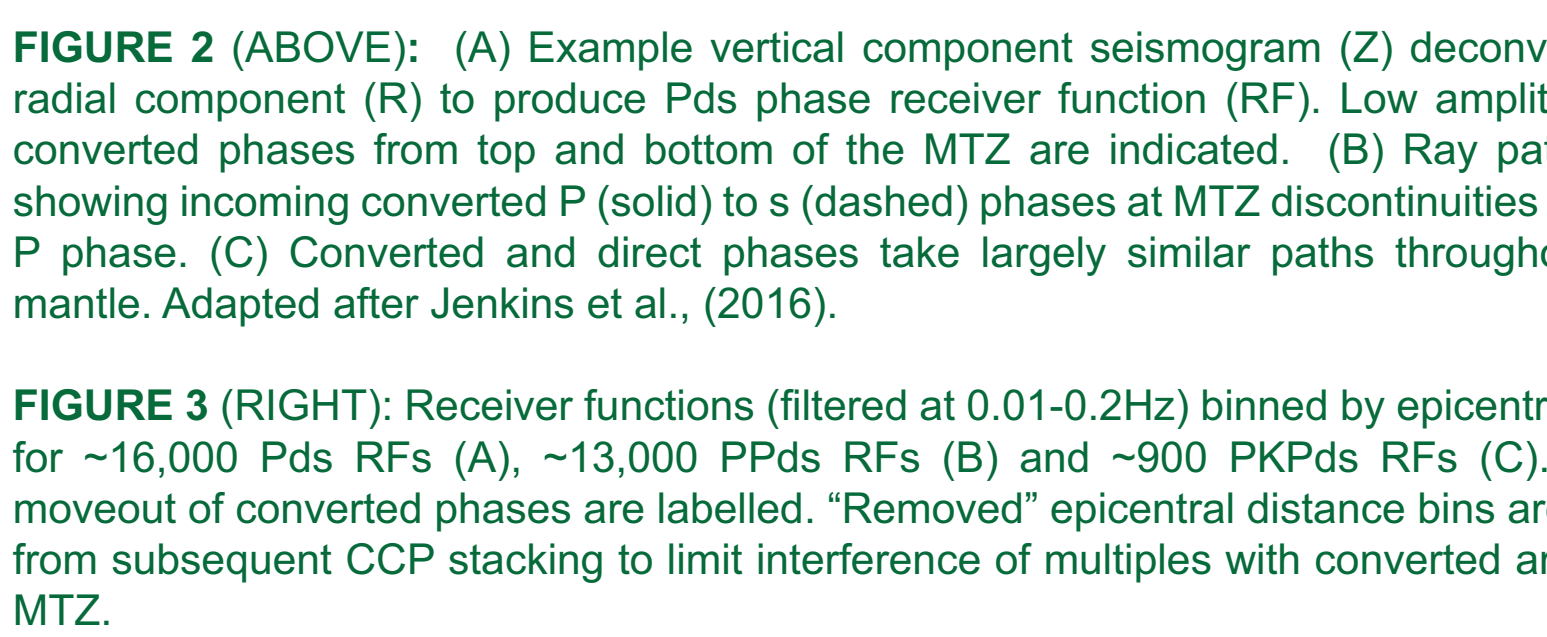 FIGURE 2 (ABOVE): (A) Example vertical component seismogram (Z) deconv
radial component (R) to produce Pds phase receiver function (RF). Low amplit
converted phases from top and bottom of the MTZ are indicated. (B) Ray pat
showing incoming converted P (solid) to s (dashed) phases at MTZ discontinuities
P phase. (C) Converted and direct phases take largely similar paths througho
mantle. Adapted after Jenkins et al., (2016).
FIGURE 3 (RIGHT): Receiver functions (filtered at 0.01-0.2Hz) binned by epicentr
for ~16,000 Pds RFs (A), ~13,000 PPds RFs (B) and ~900 PKPds RFs (C).
moveout of converted phases are labelled. “Removed” epicentral distance bins are
from subsequent CCP stacking to limit interference of multiples with converted ar
MTZ.